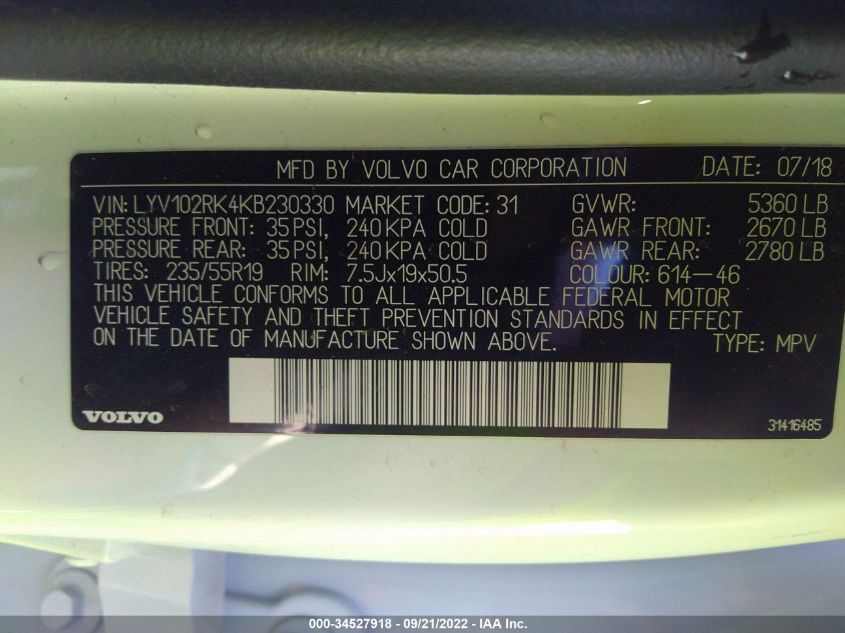 MFD BY VOLVO CAR CORPORATION DATE: 07/18
VIN: LYV102RK4KB230330 MARKET CODE: 31 GVWR: 5360 LB
PRESSURE FRONT: 35 PSI, 240 KPA COLD GAWR FRONT: 2670 LB
PRESSURE REAR: 35 PSI, 240 KPA COLD GAWR REAR: 2780 LB
TIRES: 235/55R19 RIM: 7.5Jx19x50.5 COLOUR: 614-46
THIS VEHICLE CONFORMS TO ALL APPLICABLE FEDERAL MOTOR
VEHICLE SAFETY AND THEFT PREVENTION STANDARDS IN EFFECT
ON THE DATE OF MANUFACTURE SHOWN ABOVE. TYPE: MPV
VOLVO 31416485
000-34527918 - 09/21/2022 - IAA Inc.